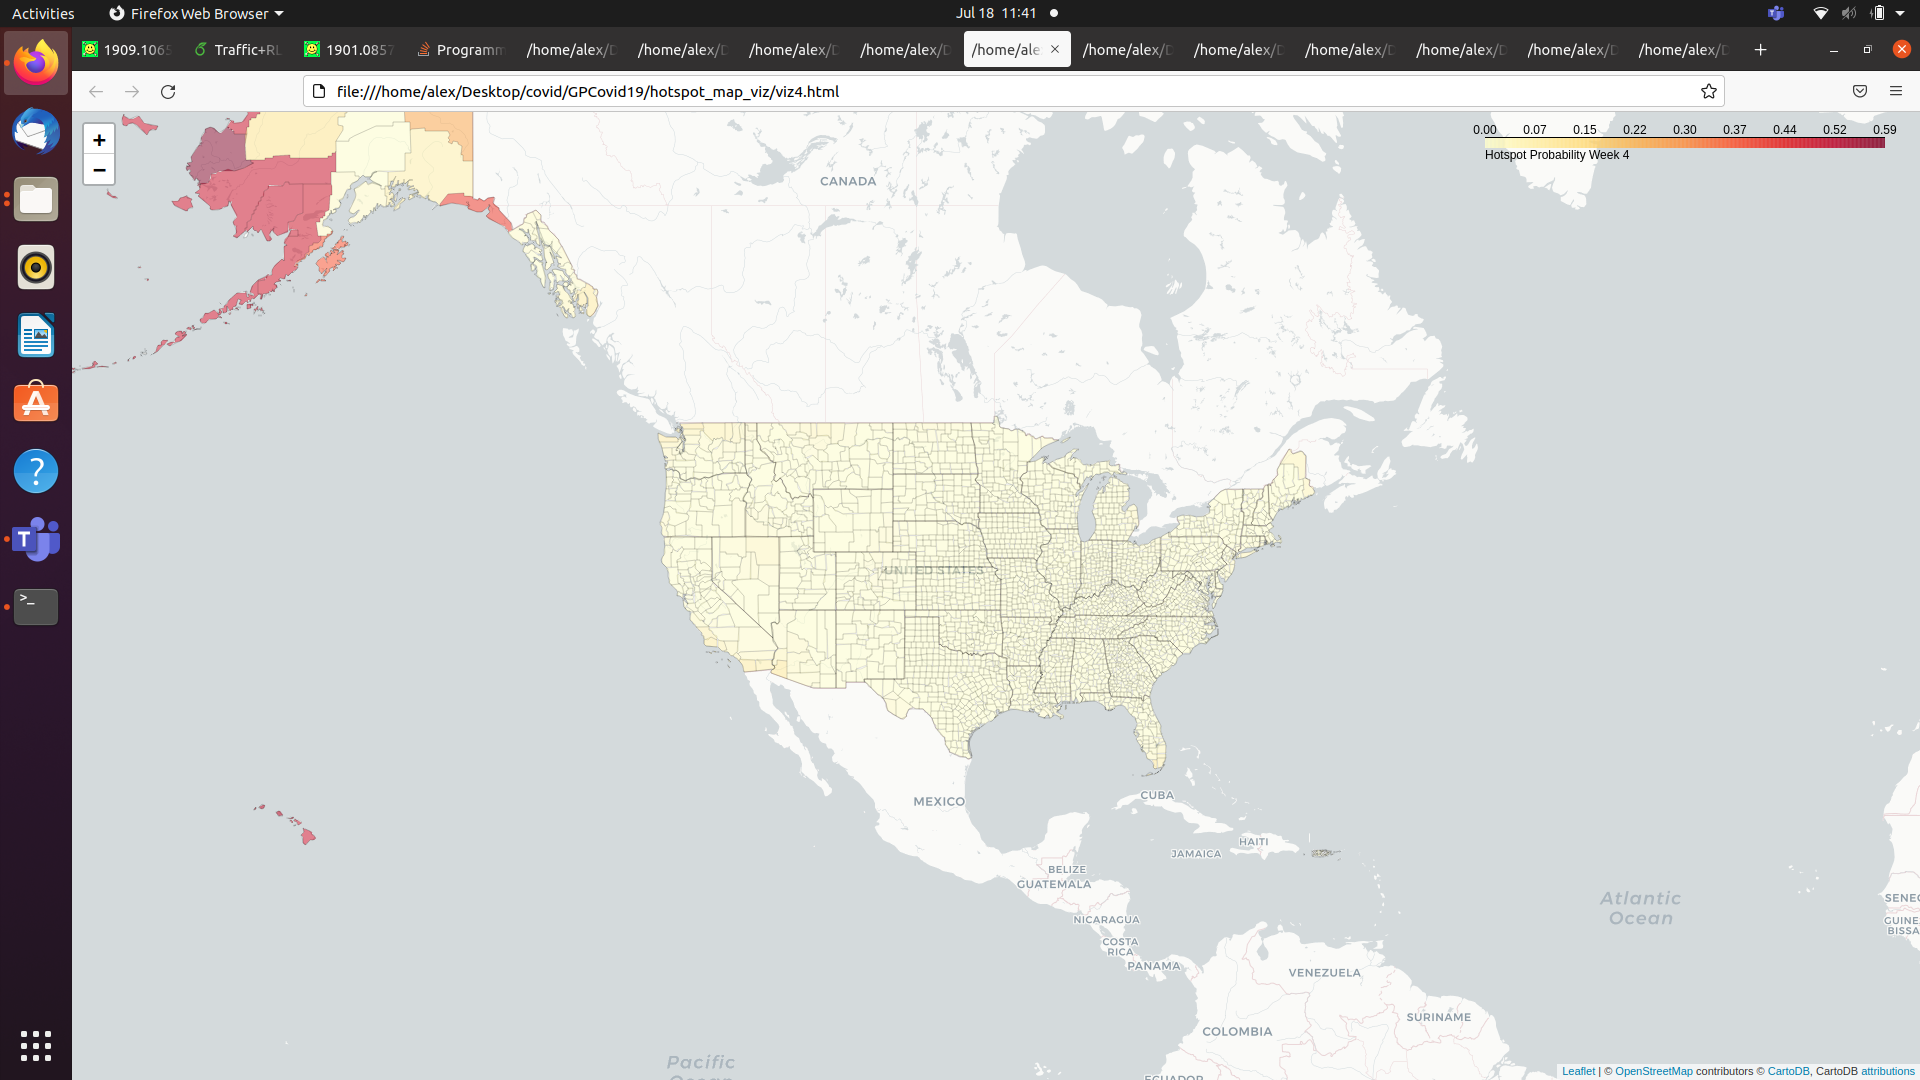 Activities
Firefox Web Browser
Jul 18 11:41
1909.1065
Traffic+RL
1901.0857
Programm
/home/alex/D
/home/alex/D
/home/alex/D
/home/alex/D
/home/ale
/home/alex/D
/home/alex/D
/home/alex/D
/home/alex/D
/home/alex/D
/home/alex/D
file:///home/alex/Desktop/covid/GPCovid19/hotspot_map_viz/viz4.html
+
−
0.00 0.07 0.15 0.22 0.30 0.37 0.44 0.52 0.59
Hotspot Probability Week 4
CANADA
UNITED STATES
MEXICO
CUBA
HAITI
JAMAICA
BELIZE
GUATEMALA
NICARAGUA
COSTA
RICA
PANAMA
VENEZUELA
COLOMBIA
SURINAME
ECUADOR
Atlantic
Ocean
SENEG
GUINE
BISSA
Pacific
Ocean
Leaflet | © OpenStreetMap contributors © CartoDB, CartoDB attributions